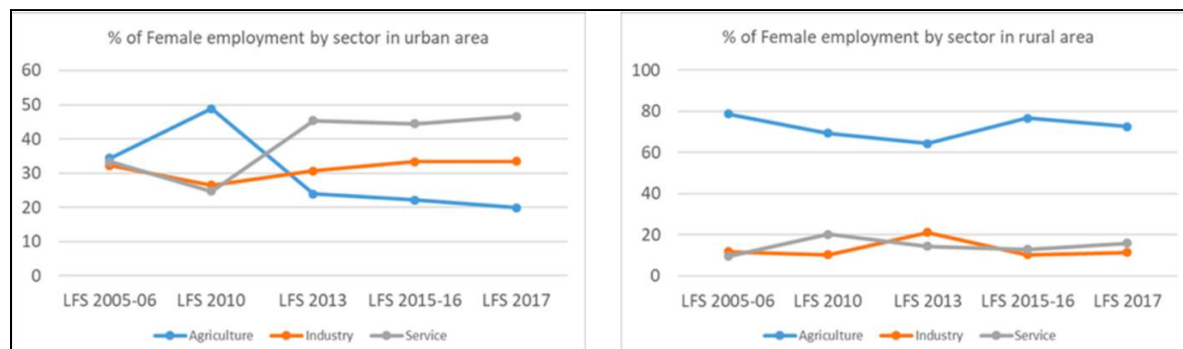 % of Female employment by sector in urban area
60
50
40
30
20
10
0
LFS 2005-06 LFS 2010 LFS 2013 LFS 2015-16 LFS 2017
Agriculture Industry Service
% of Female employment by sector in rural area
100
80
60
40
20
0
LFS 2005-06 LFS 2010 LFS 2013 LFS 2015-16 LFS 2017
Agriculture Industry Service